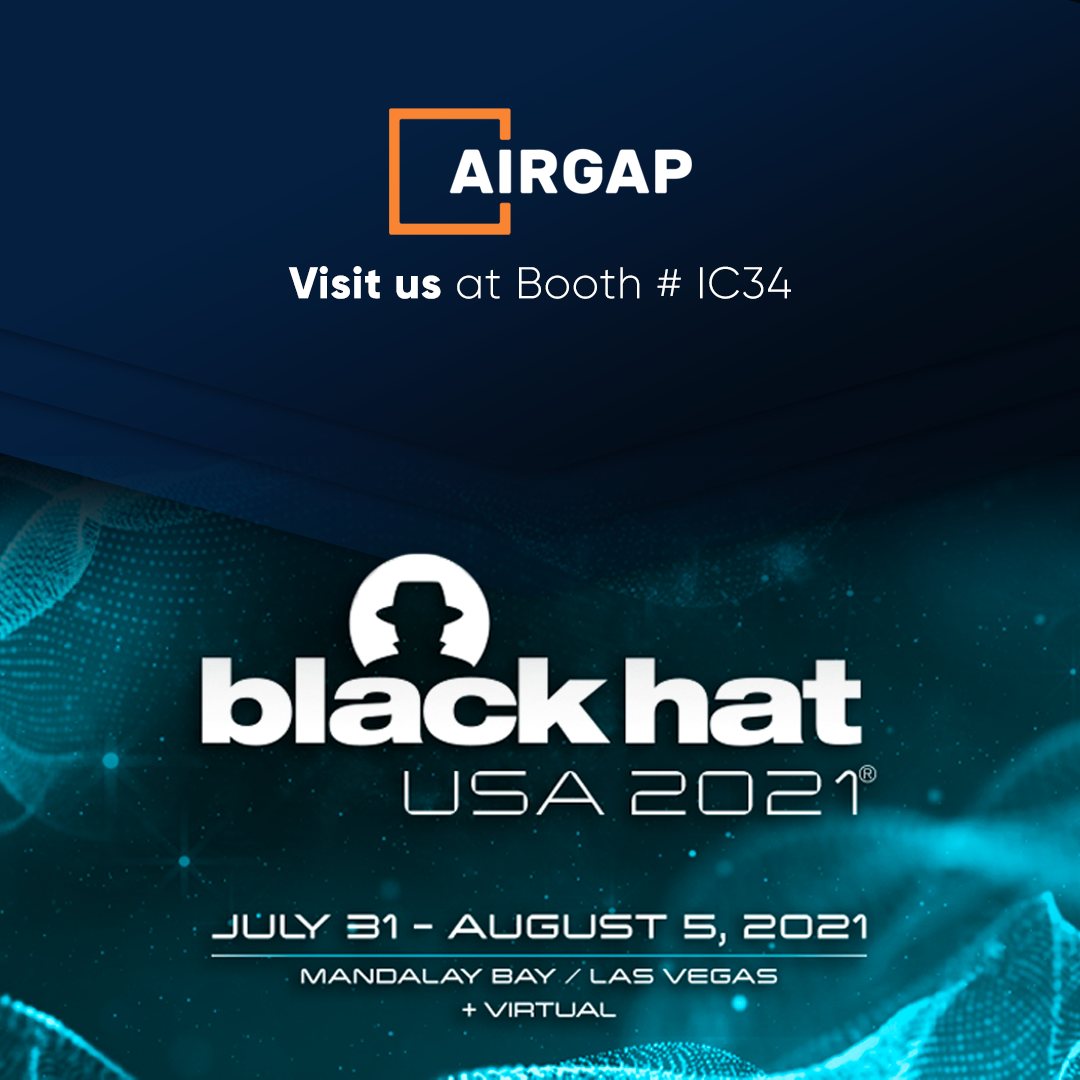 AIRGAP
Visit us at Booth # IC34
black hat
USA 2021®
JULY 31 - AUGUST 5, 2021
MANDALAY BAY / LAS VEGAS
+ VIRTUAL